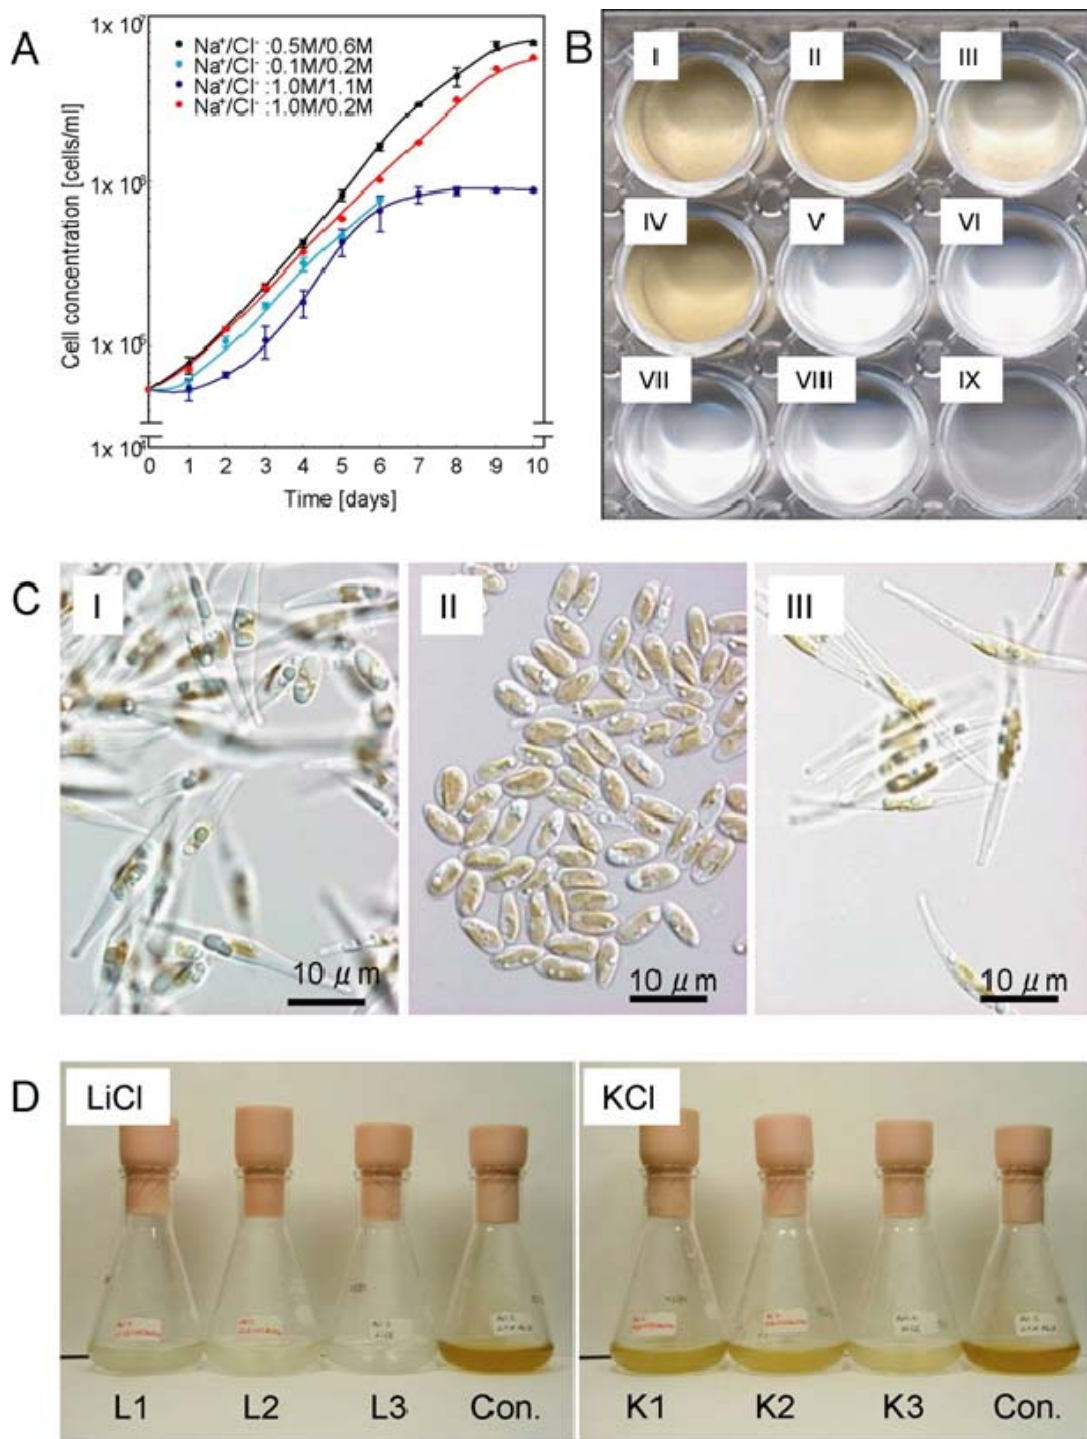 A
1x 10⁷
Na⁺/Cl⁻ :0.5M/0.6M
Na⁺/Cl⁻ :0.1M/0.2M
Na⁺/Cl⁻ :1.0M/1.1M
Na⁺/Cl⁻ :1.0M/0.2M
1x 10⁶
1x 10⁵
1x 10⁴
Cell concentration [cells/ml]
0 1 2 3 4 5 6 7 8 9 10
Time [days]
B
I II III
IV V VI
VII VIII IX
C
I II III
10 μm 10 μm 10 μm
D
LiCl KCl
L1 L2 L3 Con. K1 K2 K3 Con.